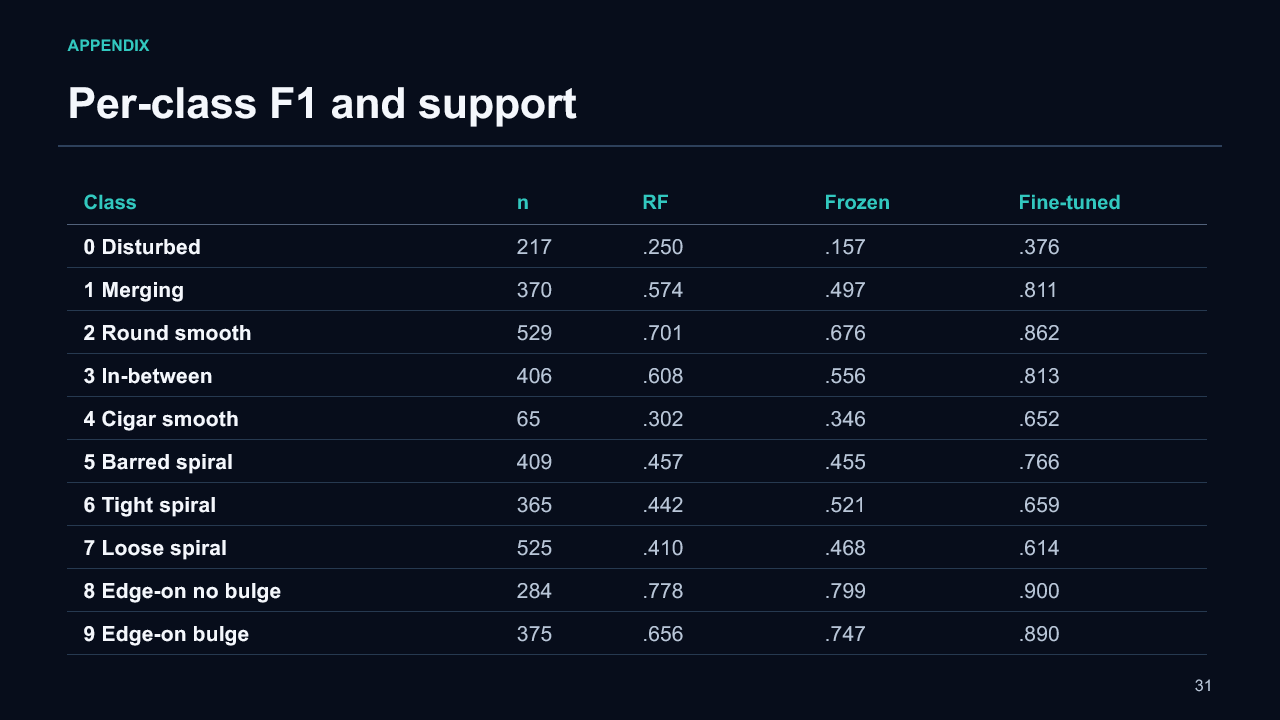 APPENDIX
Per-class F1 and support
Class n RF Frozen Fine-tuned
0 Disturbed 217 .250 .157 .376
1 Merging 370 .574 .497 .811
2 Round smooth 529 .701 .676 .862
3 In-between 406 .608 .556 .813
4 Cigar smooth 65 .302 .346 .652
5 Barred spiral 409 .457 .455 .766
6 Tight spiral 365 .442 .521 .659
7 Loose spiral 525 .410 .468 .614
8 Edge-on no bulge 284 .778 .799 .900
9 Edge-on bulge 375 .656 .747 .890
31